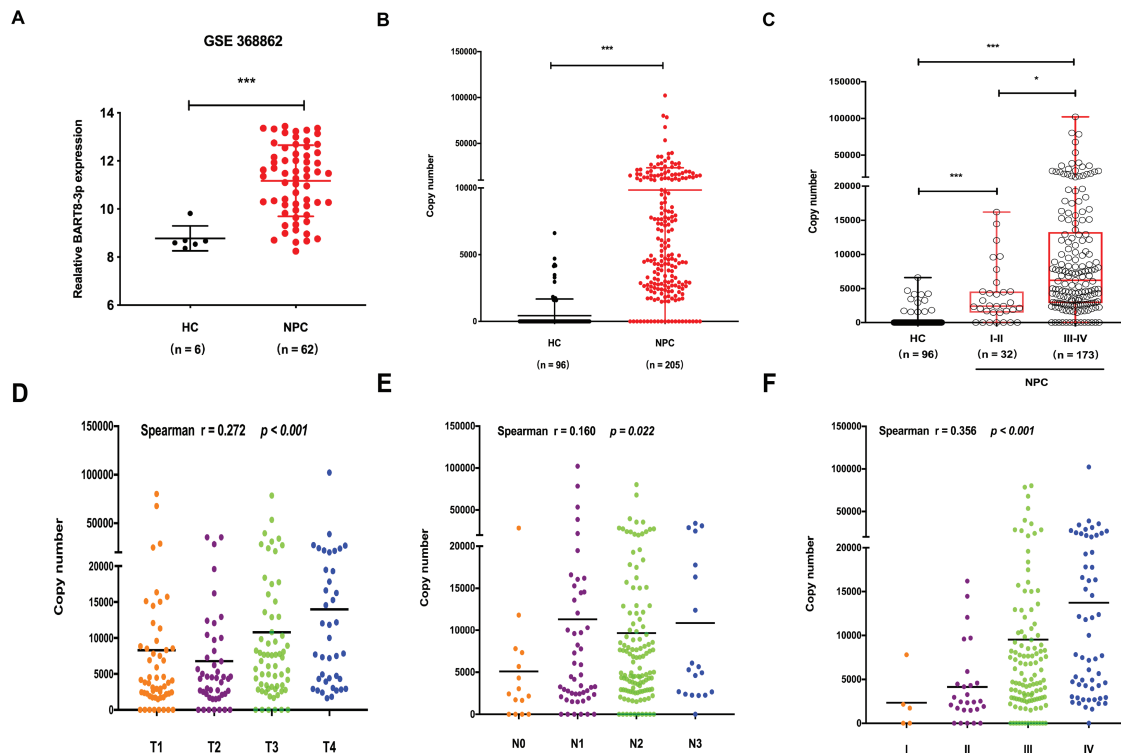 A
GSE 368862
***
Realative BART8-3p expression
14
12
10
8
6
HC
NPC
(n = 6)
(n = 62)
B
***
Copy number
150000
100000
50000
10000
5000
0
HC
NPC
(n = 96)
(n = 205)
C
***
*
***
Copy number
150000
100000
50000
20000
15000
10000
5000
0
HC
I-II
III-IV
(n = 96)
(n = 32)
(n = 173)
NPC
D
Spearman r = 0.272 p < 0.001
Copy number
150000
100000
50000
20000
15000
10000
5000
0
T1
T2
T3
T4
E
Spearman r = 0.160 p = 0.022
Copy number
150000
100000
50000
20000
15000
10000
5000
0
N0
N1
N2
N3
F
Spearman r = 0.356 p < 0.001
Copy number
150000
100000
50000
20000
15000
10000
5000
0
I
II
III
IV